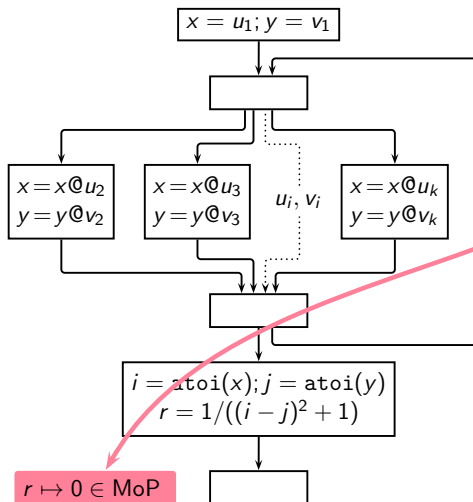 x = u₁; y = v₁
x = x@u₂
y = y@v₂
x = x@u₃
y = y@v₃
uᵢ, vᵢ
x = x@uₖ
y = y@vₖ
i = atoi(x); j = atoi(y)
r = 1/((i − j)² + 1)
r ↦ 0 ∈ MoP